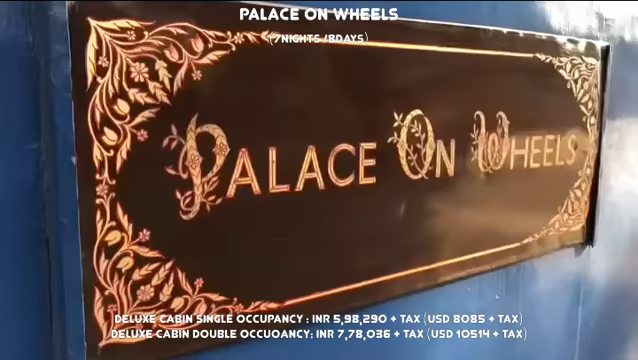 PALACE ON WHEELS
(7NIGHTS /8DAYS)
PALACE ON WHEELS
DELUXE CABIN SINGLE OCCUPANCY : INR 5,98,290 + TAX (USD 8085 + TAX)
DELUXE CABIN DOUBLE OCCUOANCY: INR 7,78,036 + TAX (USD 10514 + TAX)